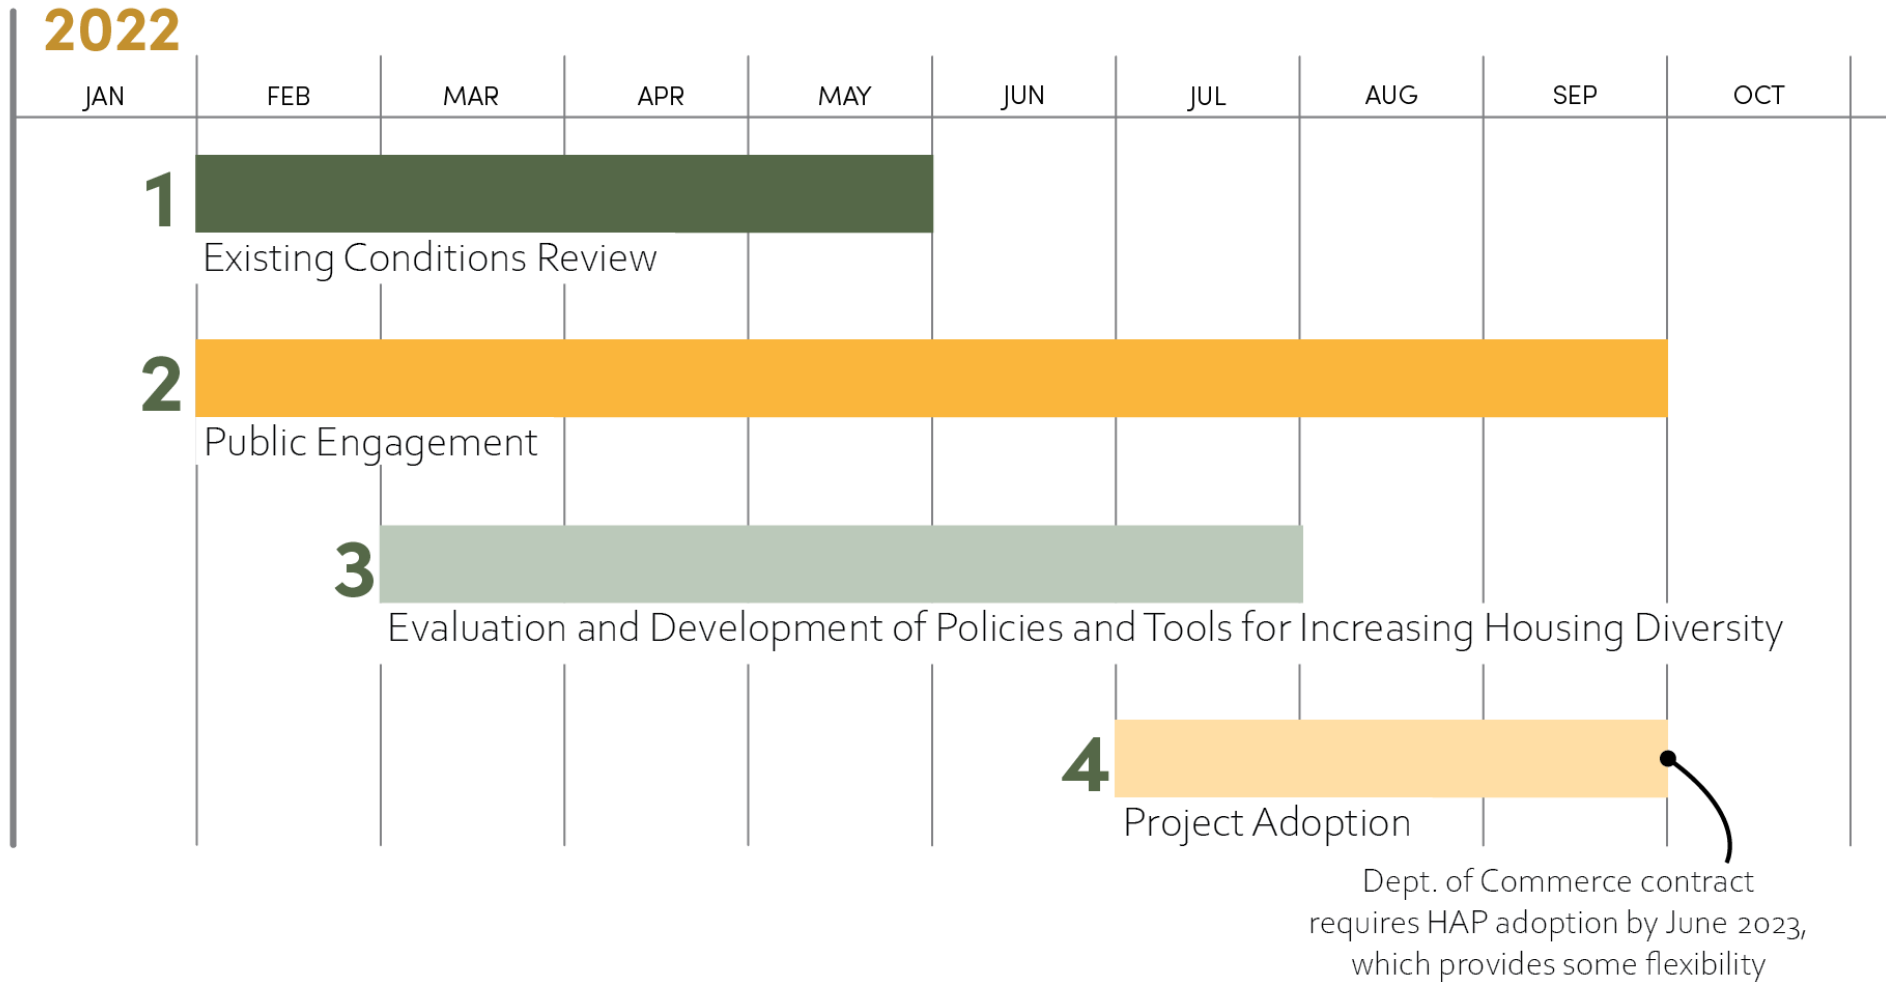 2022
JAN FEB MAR APR MAY JUN JUL AUG SEP OCT
1
Existing Conditions Review
2
Public Engagement
3
Evaluation and Development of Policies and Tools for Increasing Housing Diversity
4
Project Adoption
Dept. of Commerce contract
requires HAP adoption by June 2023,
which provides some flexibility